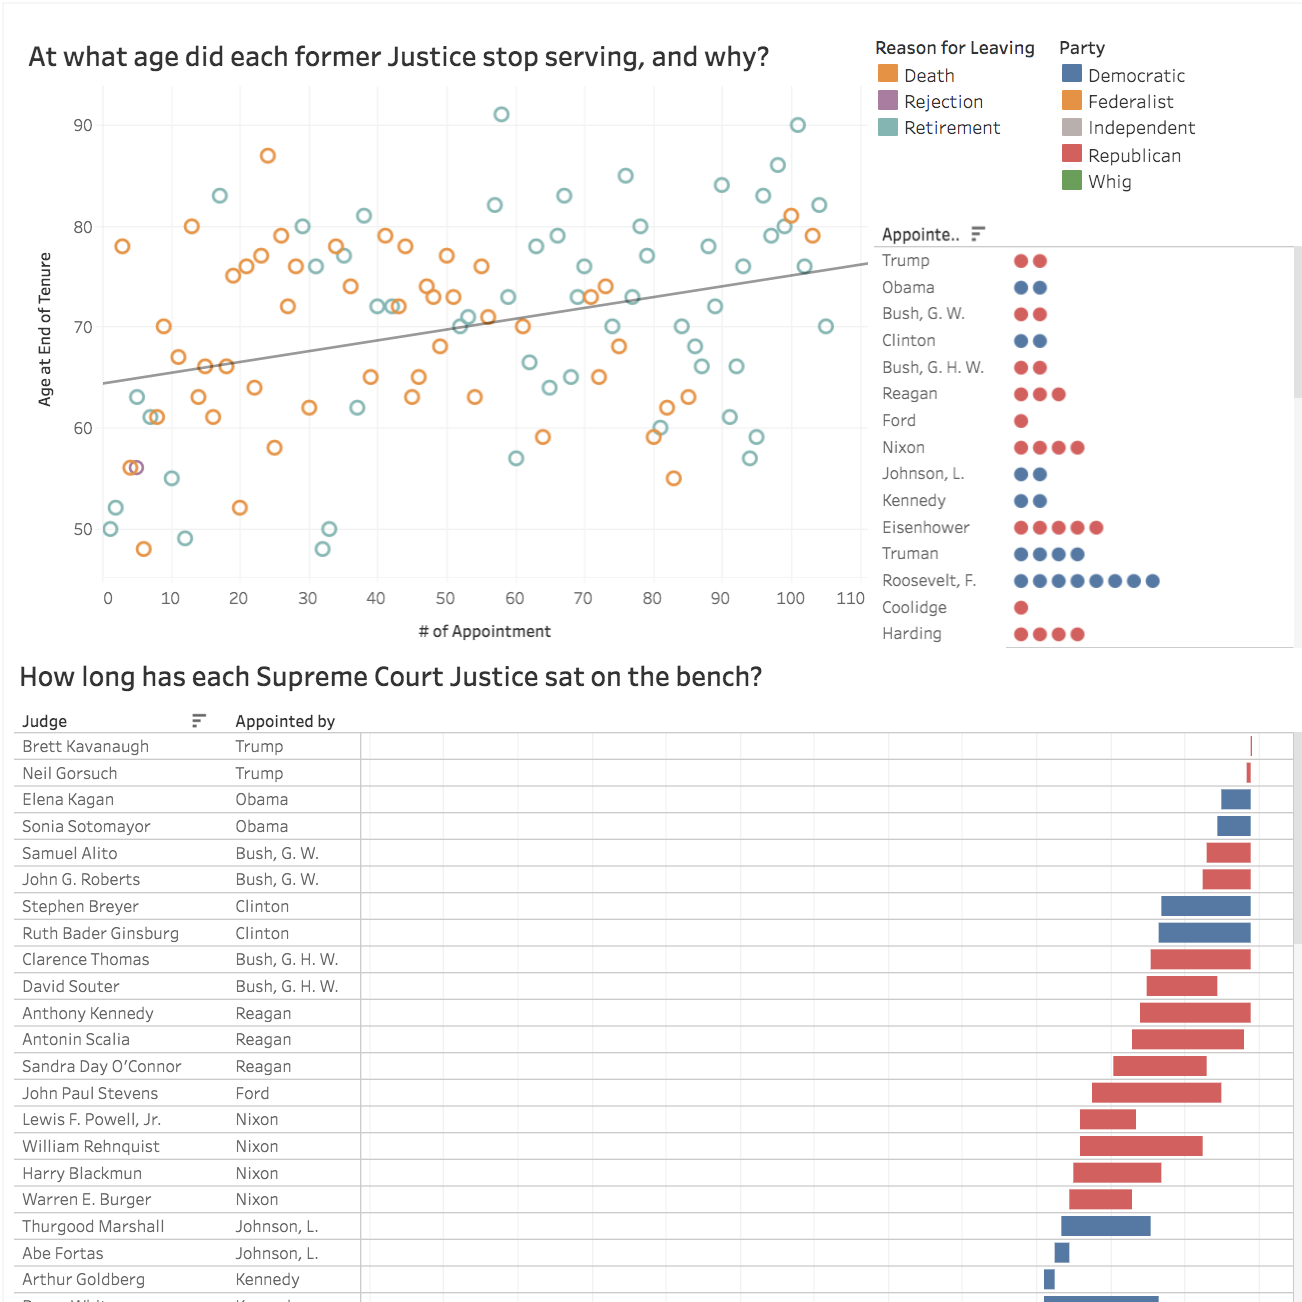 At what age did each former Justice stop serving, and why?
Reason for Leaving
Death
Rejection
Retirement
Party
Democratic
Federalist
Independent
Republican
Whig
Age at End of Tenure
90
80
70
60
50
0 10 20 30 40 50 60 70 80 90 100 110
# of Appointment
Appointe..
Trump
Obama
Bush, G. W.
Clinton
Bush, G. H. W.
Reagan
Ford
Nixon
Johnson, L.
Kennedy
Eisenhower
Truman
Roosevelt, F.
Coolidge
Harding
How long has each Supreme Court Justice sat on the bench?
Judge Appointed by
Brett Kavanaugh Trump
Neil Gorsuch Trump
Elena Kagan Obama
Sonia Sotomayor Obama
Samuel Alito Bush, G. W.
John G. Roberts Bush, G. W.
Stephen Breyer Clinton
Ruth Bader Ginsburg Clinton
Clarence Thomas Bush, G. H. W.
David Souter Bush, G. H. W.
Anthony Kennedy Reagan
Antonin Scalia Reagan
Sandra Day O’Connor Reagan
John Paul Stevens Ford
Lewis F. Powell, Jr. Nixon
William Rehnquist Nixon
Harry Blackmun Nixon
Warren E. Burger Nixon
Thurgood Marshall Johnson, L.
Abe Fortas Johnson, L.
Arthur Goldberg Kennedy